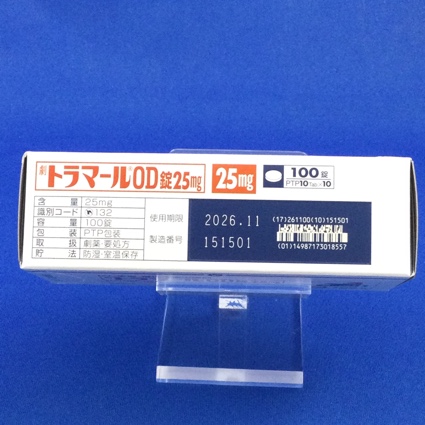 劇 トラマールOD錠25mg 25mg 100錠
PTP10Tab.×10
含 量 25mg
識別コード 132
容 量 100錠
包 装 PTP包装
取 扱 劇薬・要処方
貯 法 防湿・室温保存
使用期限 2026.11
製造番号 151501
(17)261100(10)151501
(01)14987173018557